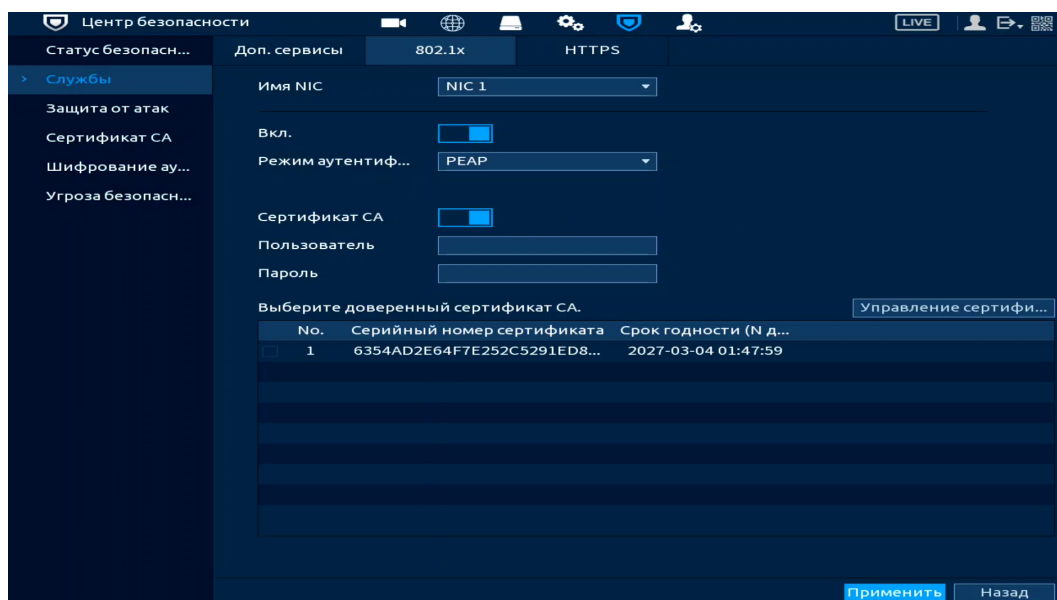 Центр безопасности
LIVE
Статус безопасн...
Службы
Защита от атак
Сертификат CA
Шифрование ау...
Угроза безопасн...
Доп. сервисы
802.1x
HTTPS
Имя NIC
NIC 1
Вкл.
Режим аутентиф...
PEAP
Сертификат CA
Пользователь
Пароль
Выберите доверенный сертификат CA.
Управление сертифи...
No. Серийный номер сертификата Срок годности (N д...
1 6354AD2E64F7E252C5291ED8... 2027-03-04 01:47:59
Применить
Назад